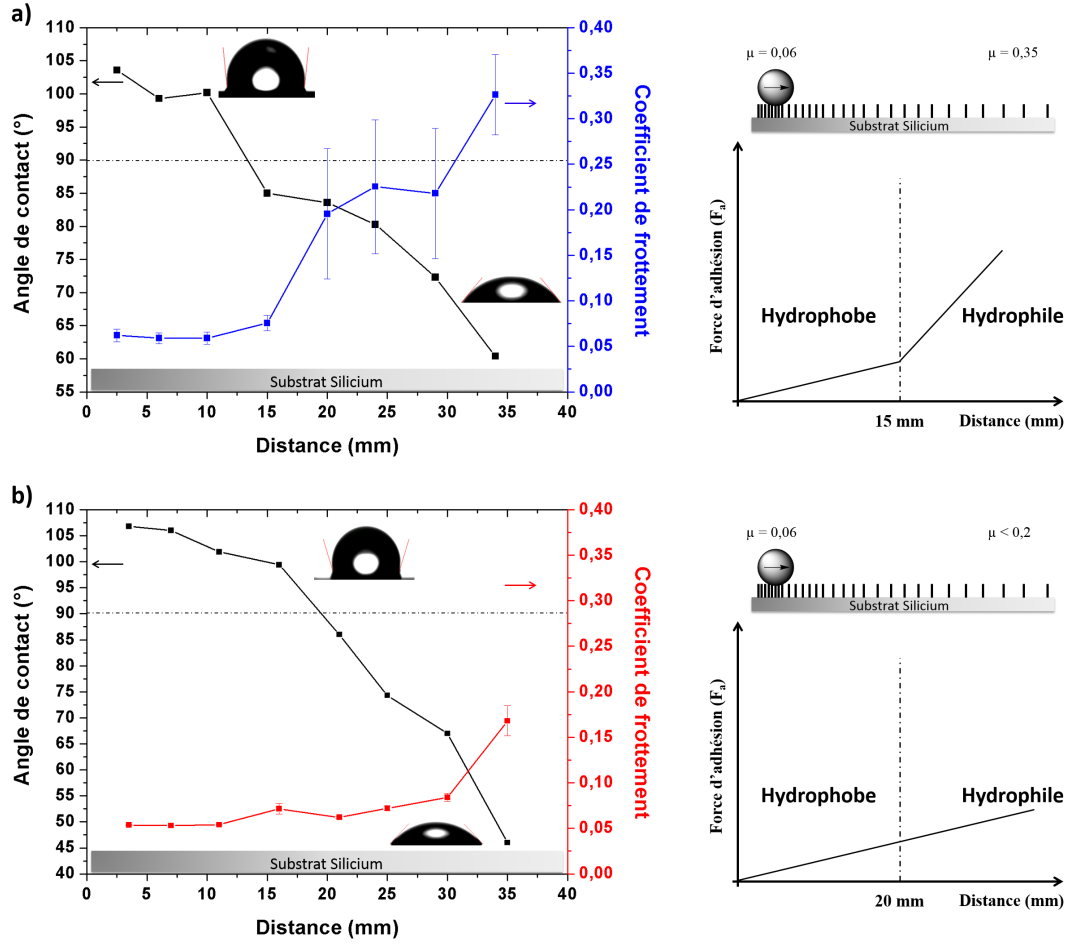 a)
110
105
100
95
90
85
80
75
70
65
60
55
Angle de contact (°)
0,40
0,35
0,30
0,25
0,20
0,15
0,10
0,05
0,00
Coefficient de frottement
Substrat Silicium
0 5 10 15 20 25 30 35 40
Distance (mm)
μ = 0,06 μ = 0,35
Substrat Silicium
Force d'adhésion (Fa)
Hydrophobe Hydrophile
15 mm Distance (mm)
b)
110
105
100
95
90
85
80
75
70
65
60
55
50
45
40
Angle de contact (°)
0,40
0,35
0,30
0,25
0,20
0,15
0,10
0,05
0,00
Coefficient de frottement
Substrat Silicium
0 5 10 15 20 25 30 35 40
Distance (mm)
μ = 0,06 μ < 0,2
Substrat Silicium
Force d'adhésion (Fa)
Hydrophobe Hydrophile
20 mm Distance (mm)